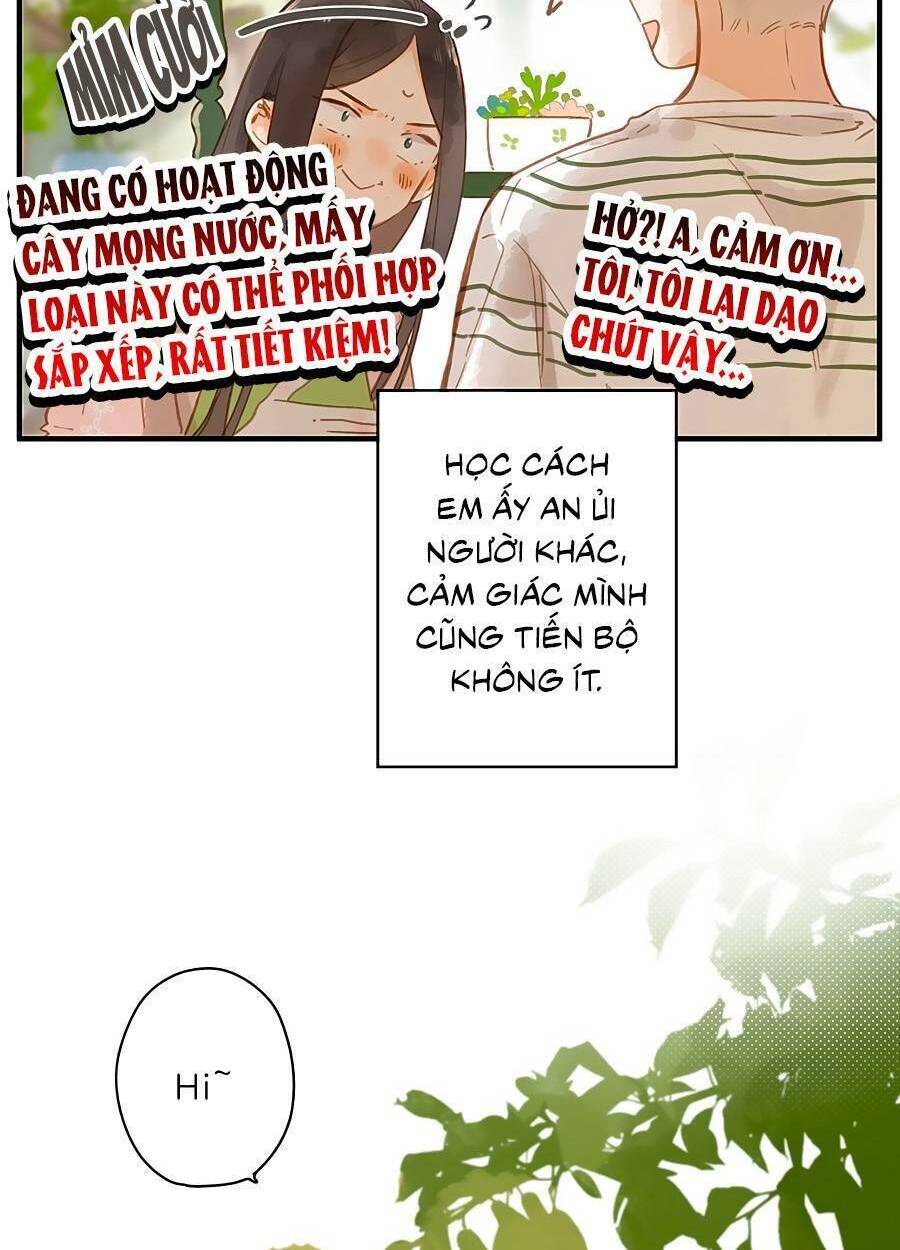 MỈM CƯỜI
ĐANG CÓ HOẠT ĐỘNG
CÂY MỌNG NƯỚC, MẤY
LOẠI NÀY CÓ THỂ PHỐI HỢP
SẮP XẾP, RẤT TIẾT KIỆM!
HỞ?! A, CẢM ƠN...
TÔI, TÔI LẠI DẠO
CHÚT VẬY...
HỌC CÁCH
EM ẤY AN ỦI
NGƯỜI KHÁC,
CẢM GIÁC MÌNH
CŨNG TIẾN BỘ
KHÔNG ÍT.
Hi~